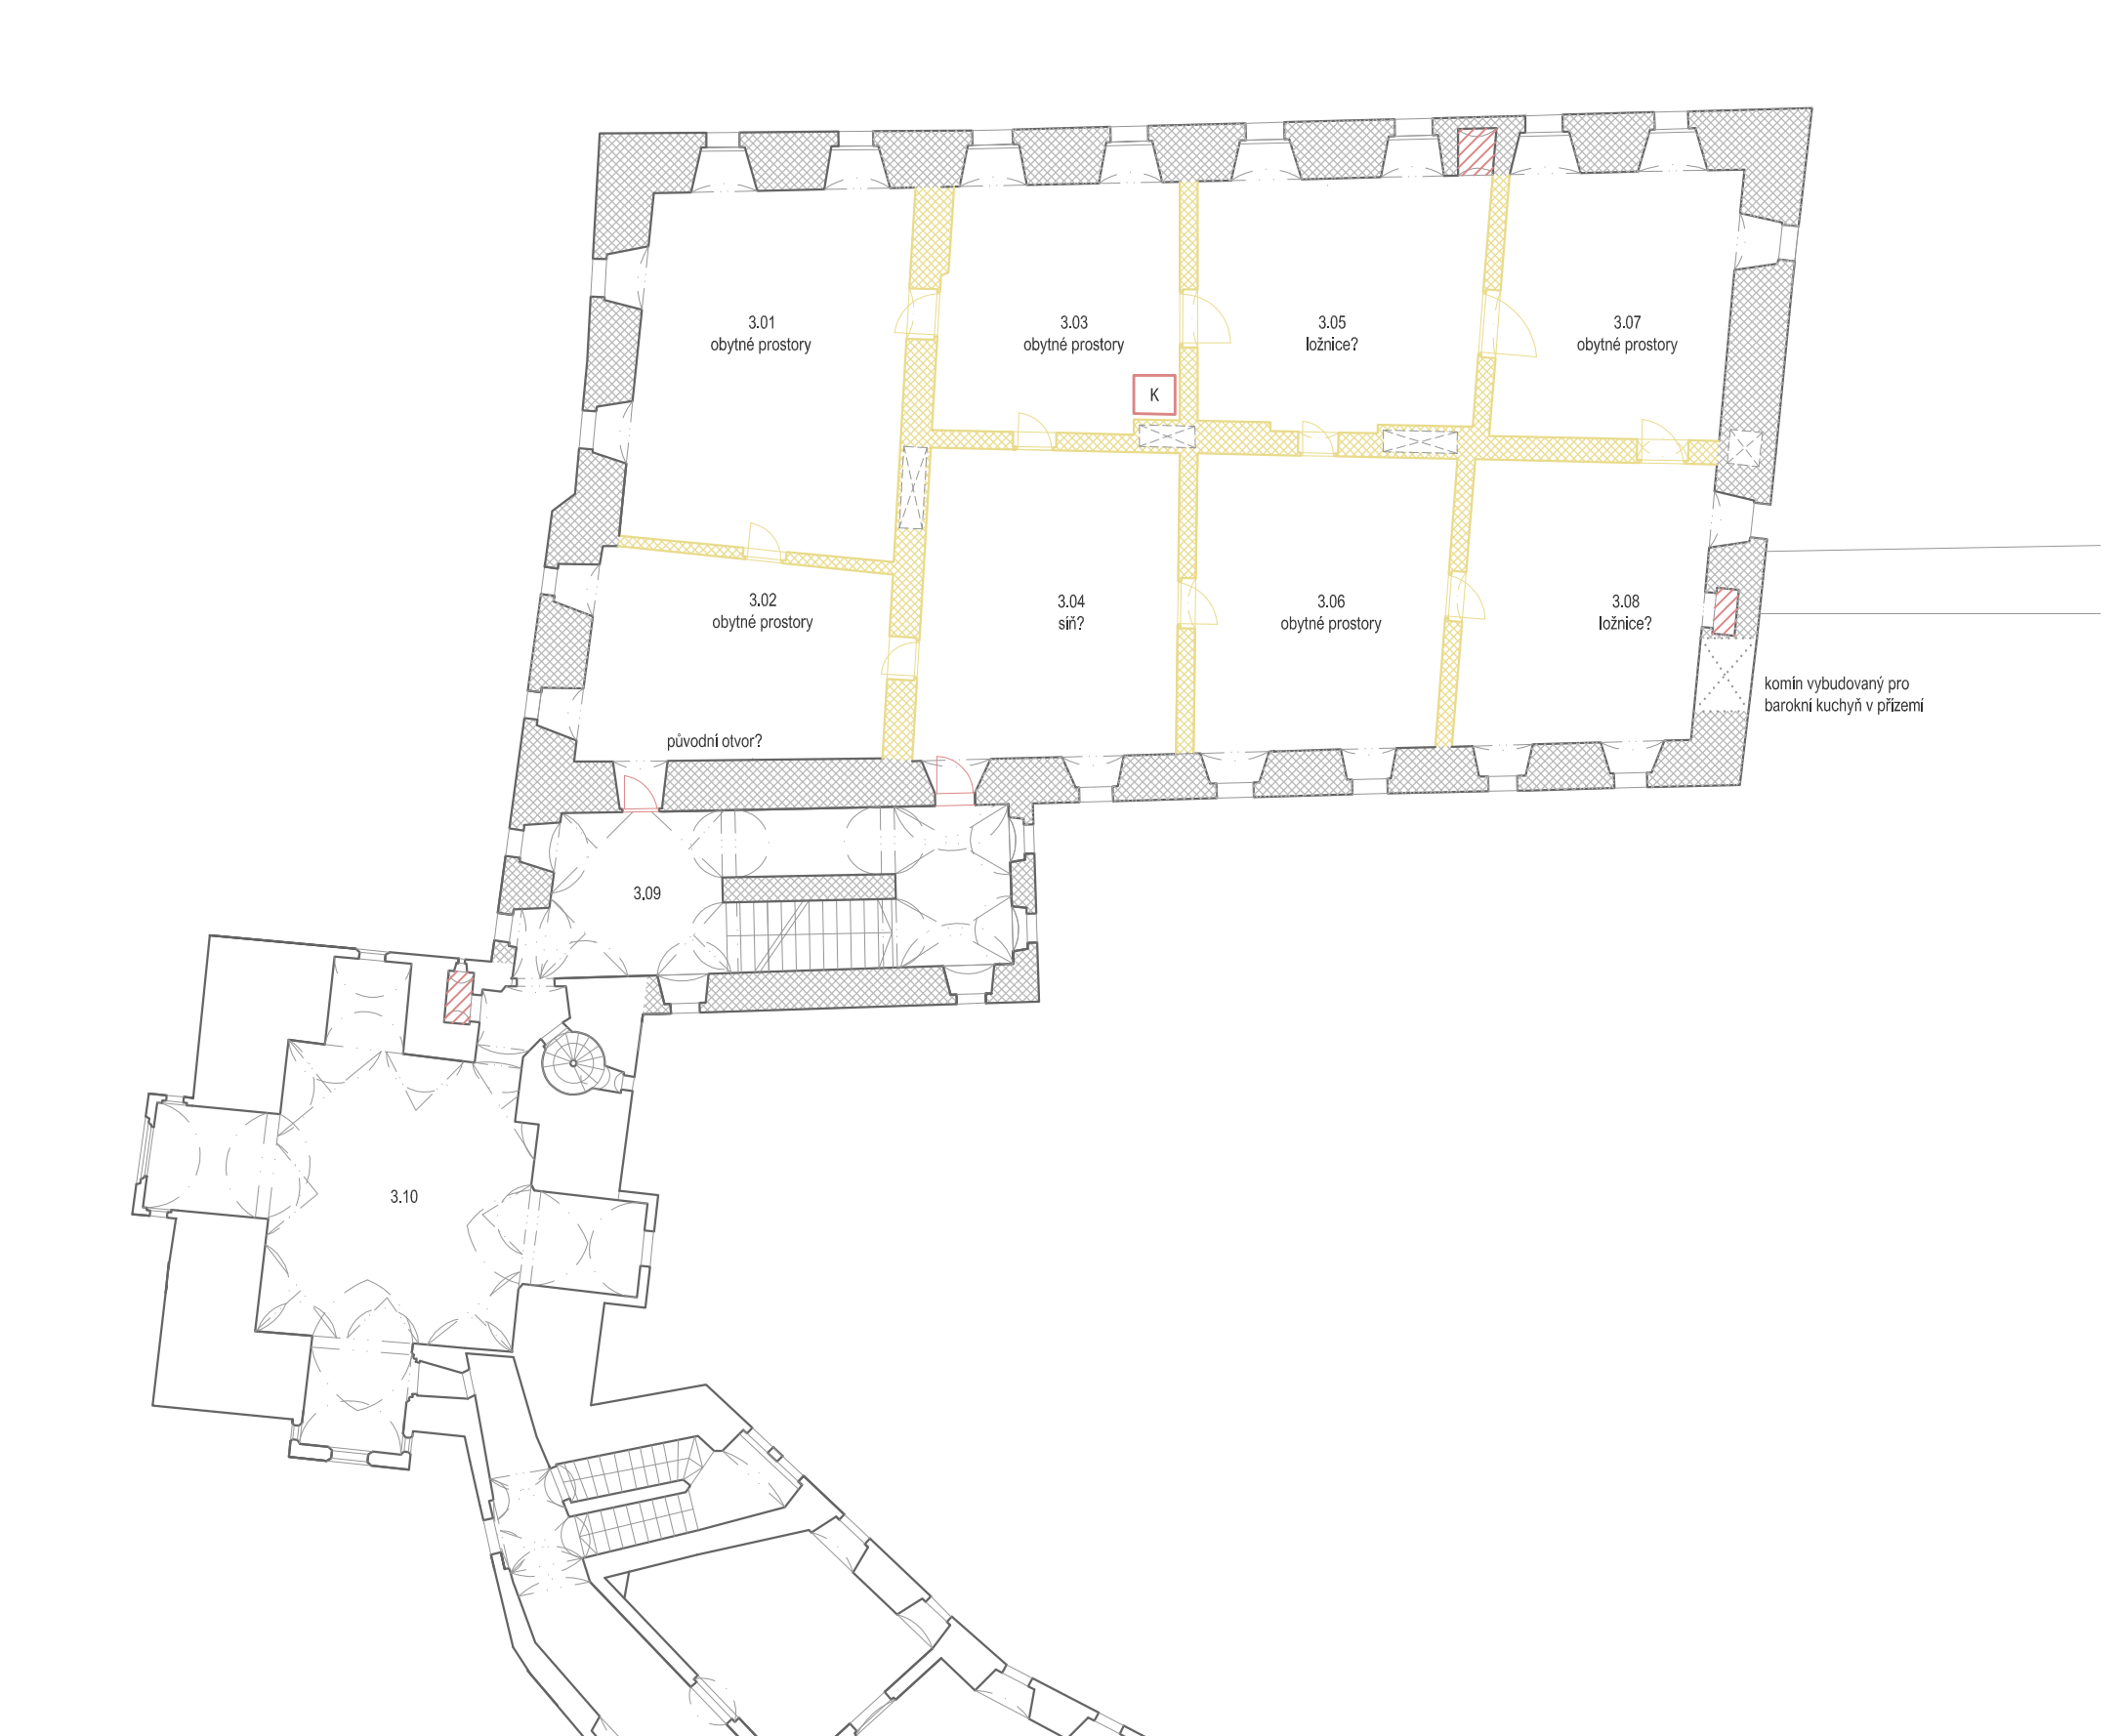 3.01
obytné prostory
3.03
obytné prostory
3.05
ložnice?
3.07
obytné prostory
K
3.02
obytné prostory
3.04
síň?
3.06
obytné prostory
3.08
ložnice?
komín vybudovaný pro
barokní kuchyň v přízemí
původní otvor?
3.09
3.10